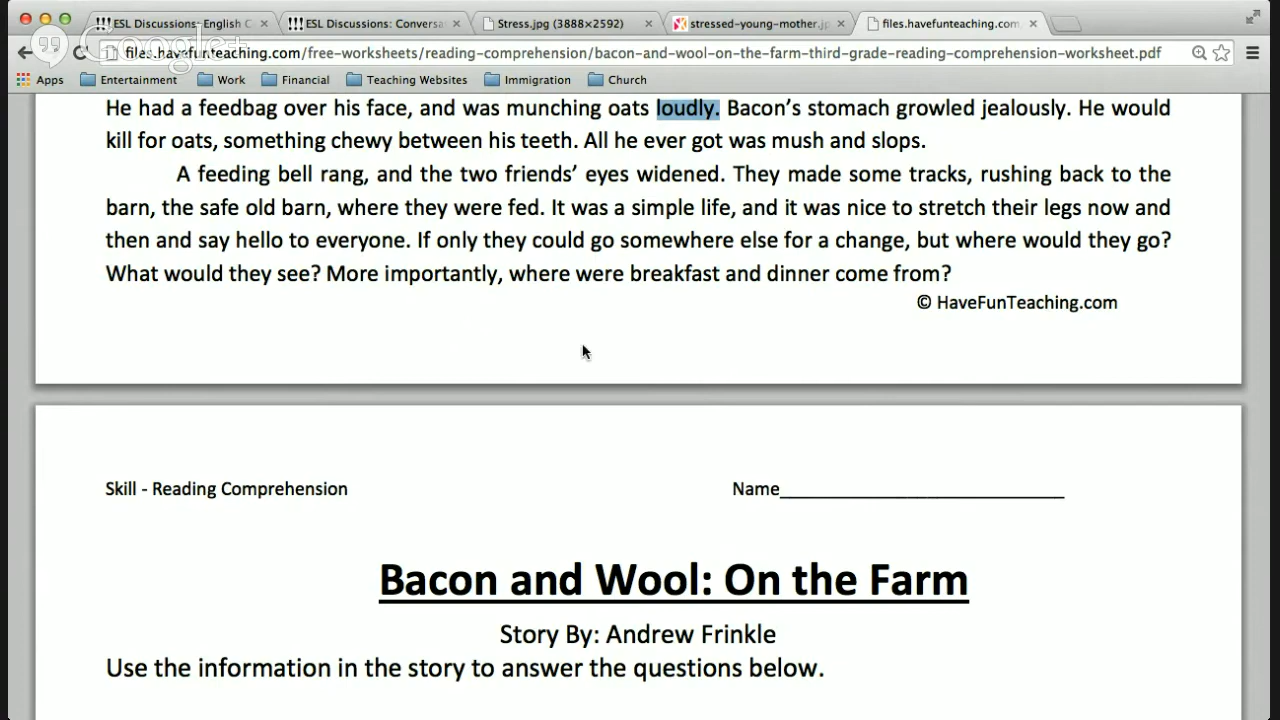 ESL Discussions: English C
ESL Discussions: Conversa
Stress.jpg (3888×2592)
stressed-young-mother.jp
files.havefunteaching.com
Google+
files.havefunteaching.com/free-worksheets/reading-comprehension/bacon-and-wool-on-the-farm-third-grade-reading-comprehension-worksheet.pdf
Apps Entertainment Work Financial Teaching Websites Immigration Church
He had a feedbag over his face, and was munching oats loudly. Bacon's stomach growled jealously. He would
kill for oats, something chewy between his teeth. All he ever got was mush and slops.
A feeding bell rang, and the two friends' eyes widened. They made some tracks, rushing back to the
barn, the safe old barn, where they were fed. It was a simple life, and it was nice to stretch their legs now and
then and say hello to everyone. If only they could go somewhere else for a change, but where would they go?
What would they see? More importantly, where were breakfast and dinner come from?
© HaveFunTeaching.com
Skill - Reading Comprehension Name____________________________
Bacon and Wool: On the Farm
Story By: Andrew Frinkle
Use the information in the story to answer the questions below.